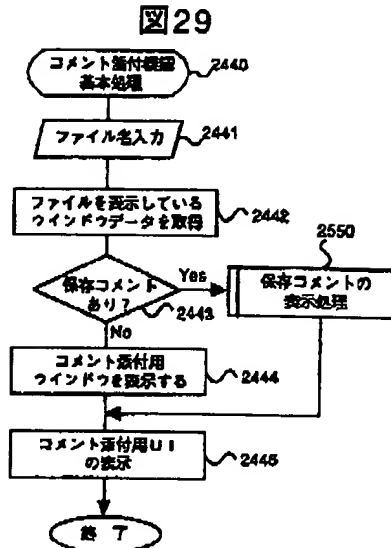 図29
コメント添付機能
基本処理
2440
ファイル名入力
2441
ファイルを表示している
ウインドウデータを取得
2442
保存コメント
あり？
Yes
2443
2550
保存コメントの
表示処理
No
コメント添付用
ウインドウを表示する
2444
コメント添付用UI
の表示
2445
終 了